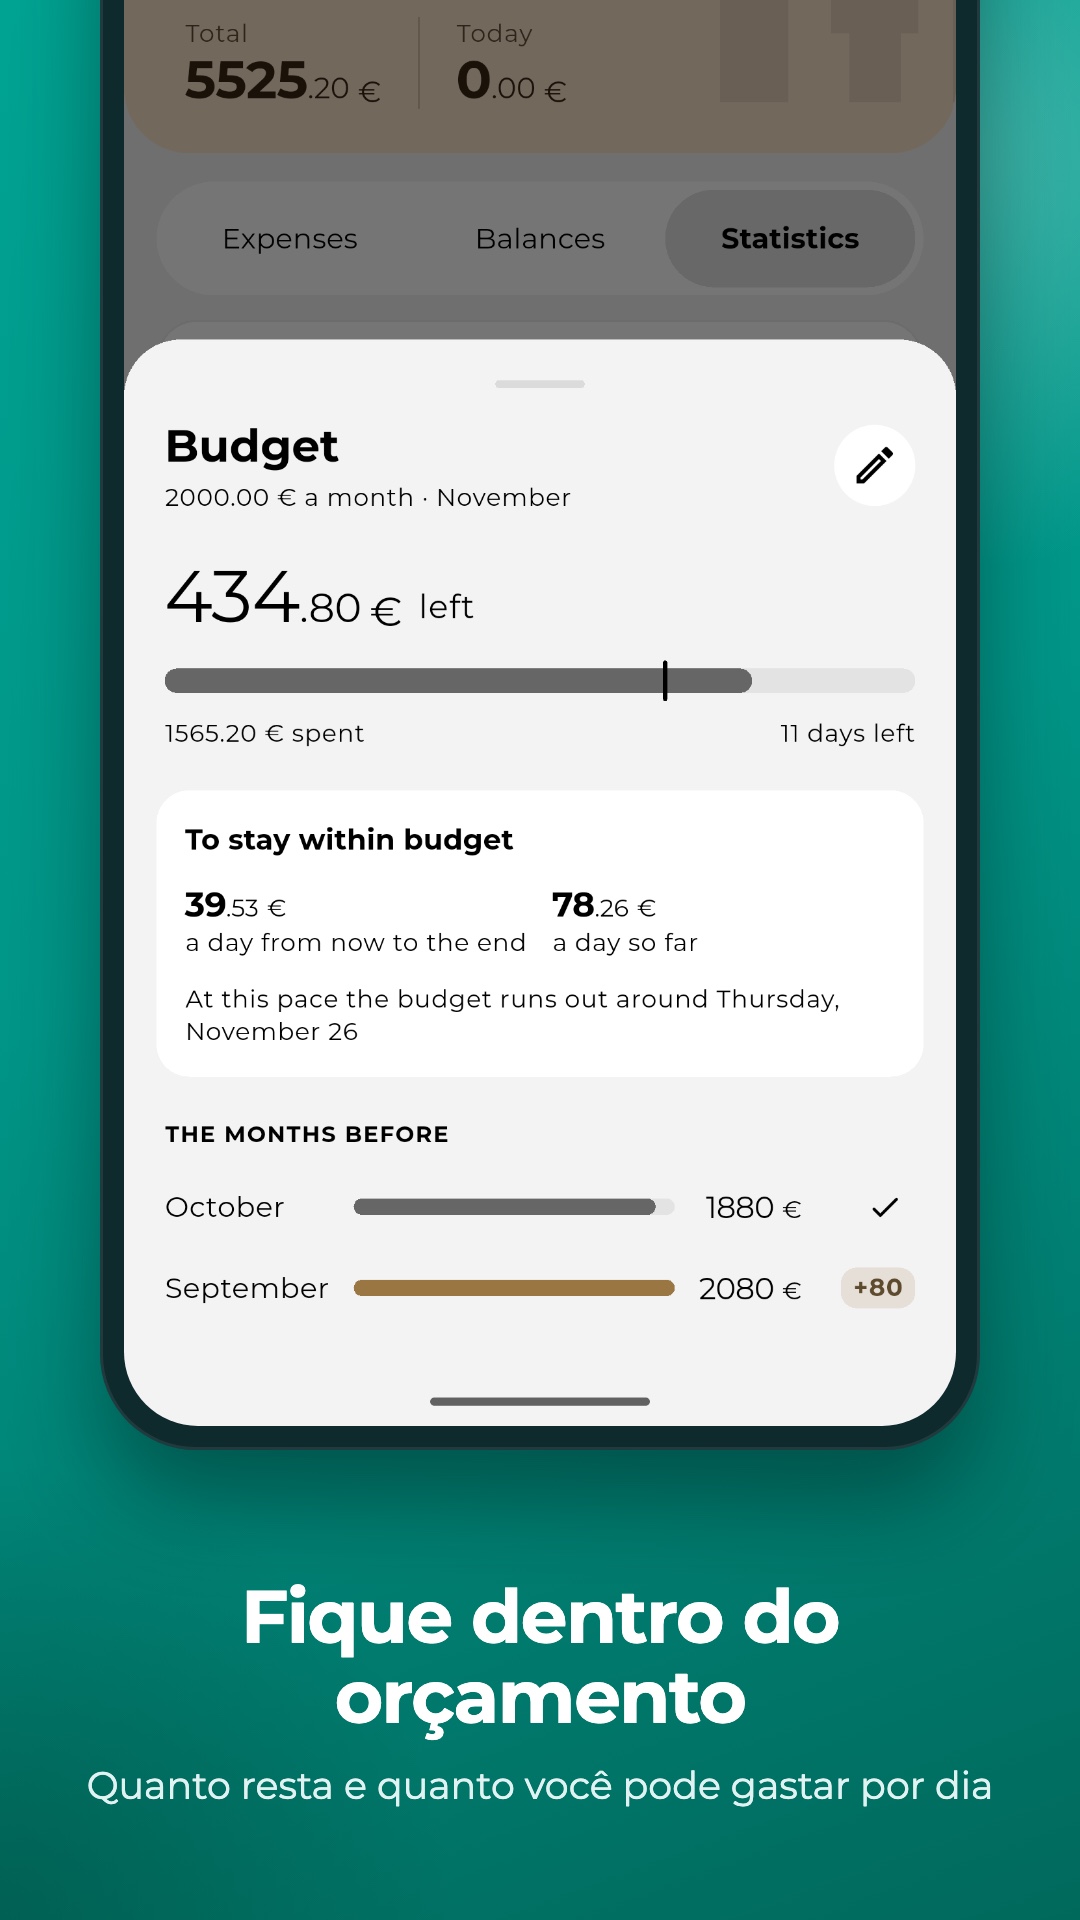 Total Today
5525.20 € 0.00 €
Expenses Balances Statistics
Budget
2000.00 € a month · November
434.80 € left
1565.20 € spent 11 days left
To stay within budget
39.53 € 78.26 €
a day from now to the end a day so far
At this pace the budget runs out around Thursday,
November 26
THE MONTHS BEFORE
October 1880 €
September 2080 € +80
Fique dentro do
orçamento
Quanto resta e quanto você pode gastar por dia